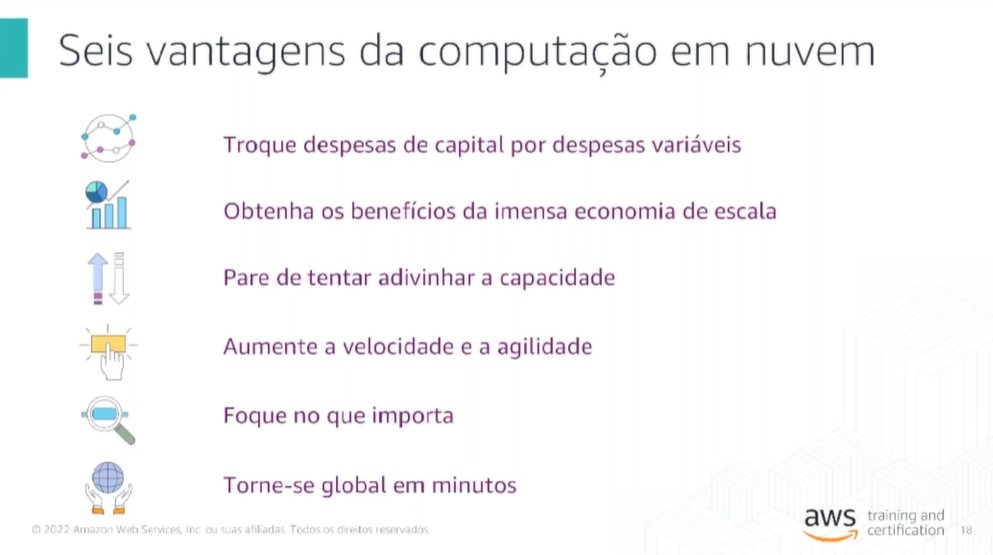 Seis vantagens da computação em nuvem
Troque despesas de capital por despesas variáveis
Obtenha os benefícios da imensa economia de escala
Pare de tentar adivinhar a capacidade
Aumente a velocidade e a agilidade
Foque no que importa
Torne-se global em minutos
© 2022 Amazon Web Services, Inc. ou suas afiliadas. Todos os direitos reservados.
aws training and certification 18